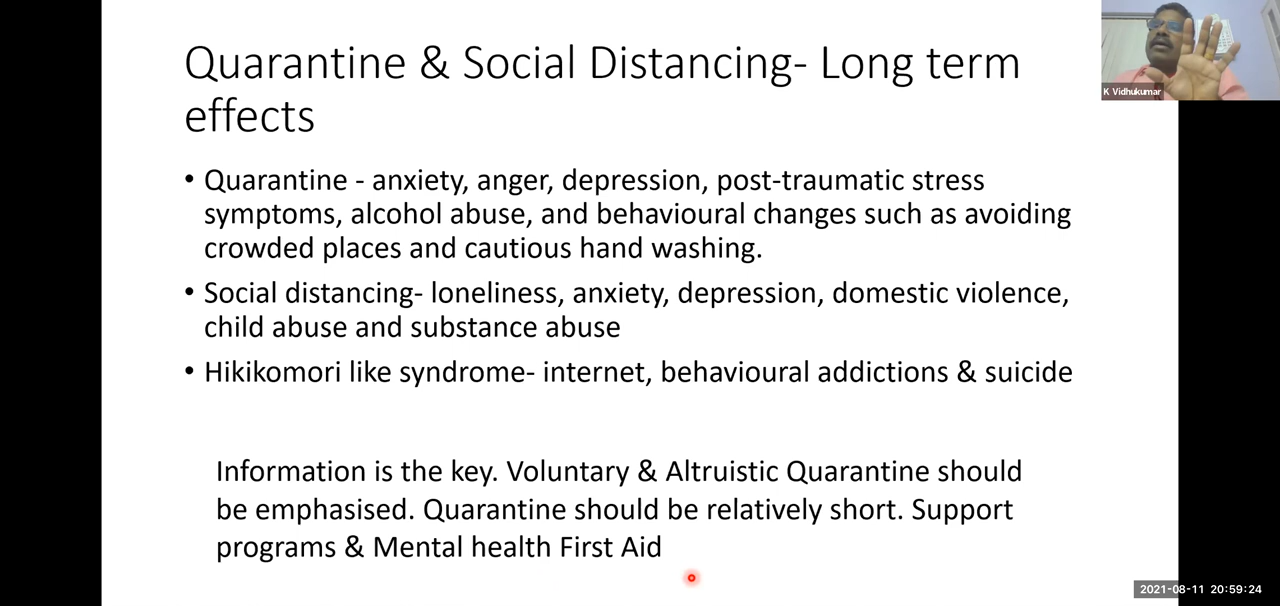 Quarantine & Social Distancing- Long term
effects
K Vidhukumar
• Quarantine - anxiety, anger, depression, post-traumatic stress
symptoms, alcohol abuse, and behavioural changes such as avoiding
crowded places and cautious hand washing.
• Social distancing- loneliness, anxiety, depression, domestic violence,
child abuse and substance abuse
• Hikikomori like syndrome- internet, behavioural addictions & suicide
Information is the key. Voluntary & Altruistic Quarantine should
be emphasised. Quarantine should be relatively short. Support
programs & Mental health First Aid
2021-08-11 20:59:24